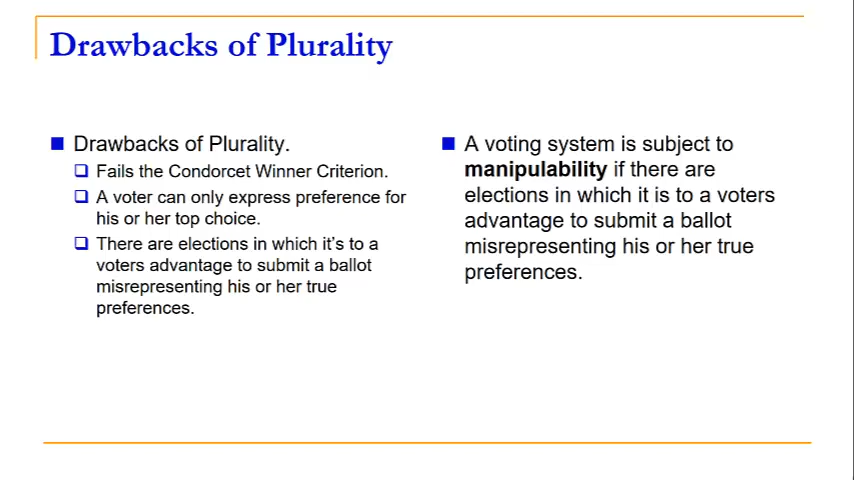 Drawbacks of Plurality
Drawbacks of Plurality.
Fails the Condorcet Winner Criterion.
A voter can only express preference for
his or her top choice.
There are elections in which it's to a
voters advantage to submit a ballot
misrepresenting his or her true
preferences.
A voting system is subject to
manipulability if there are
elections in which it is to a voters
advantage to submit a ballot
misrepresenting his or her true
preferences.